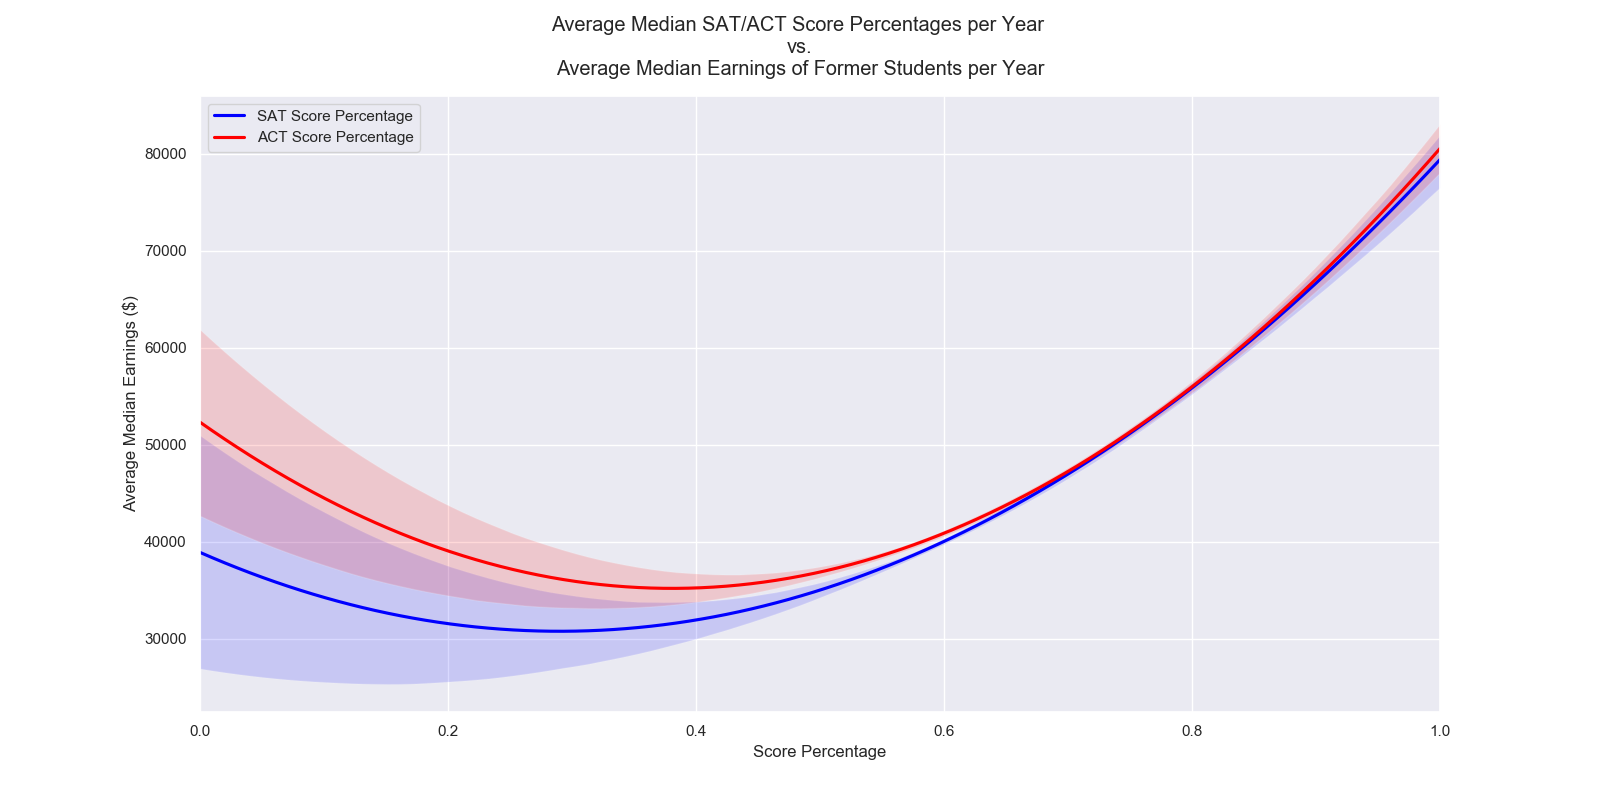 Average Median SAT/ACT Score Percentages per Year
vs.
Average Median Earnings of Former Students per Year
SAT Score Percentage
ACT Score Percentage
80000
70000
60000
50000
40000
30000
Average Median Earnings ($)
0.0 0.2 0.4 0.6 0.8 1.0
Score Percentage